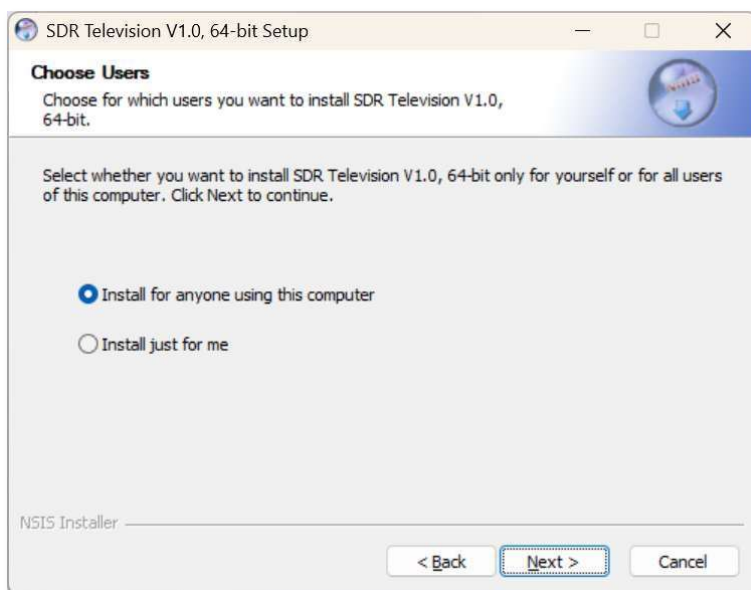 SDR Television V1.0, 64-bit Setup
Choose Users
Choose for which users you want to install SDR Television V1.0,
64-bit.
Select whether you want to install SDR Television V1.0, 64-bit only for yourself or for all users
of this computer. Click Next to continue.
Install for anyone using this computer
Install just for me
NSIS Installer
< Back Next > Cancel